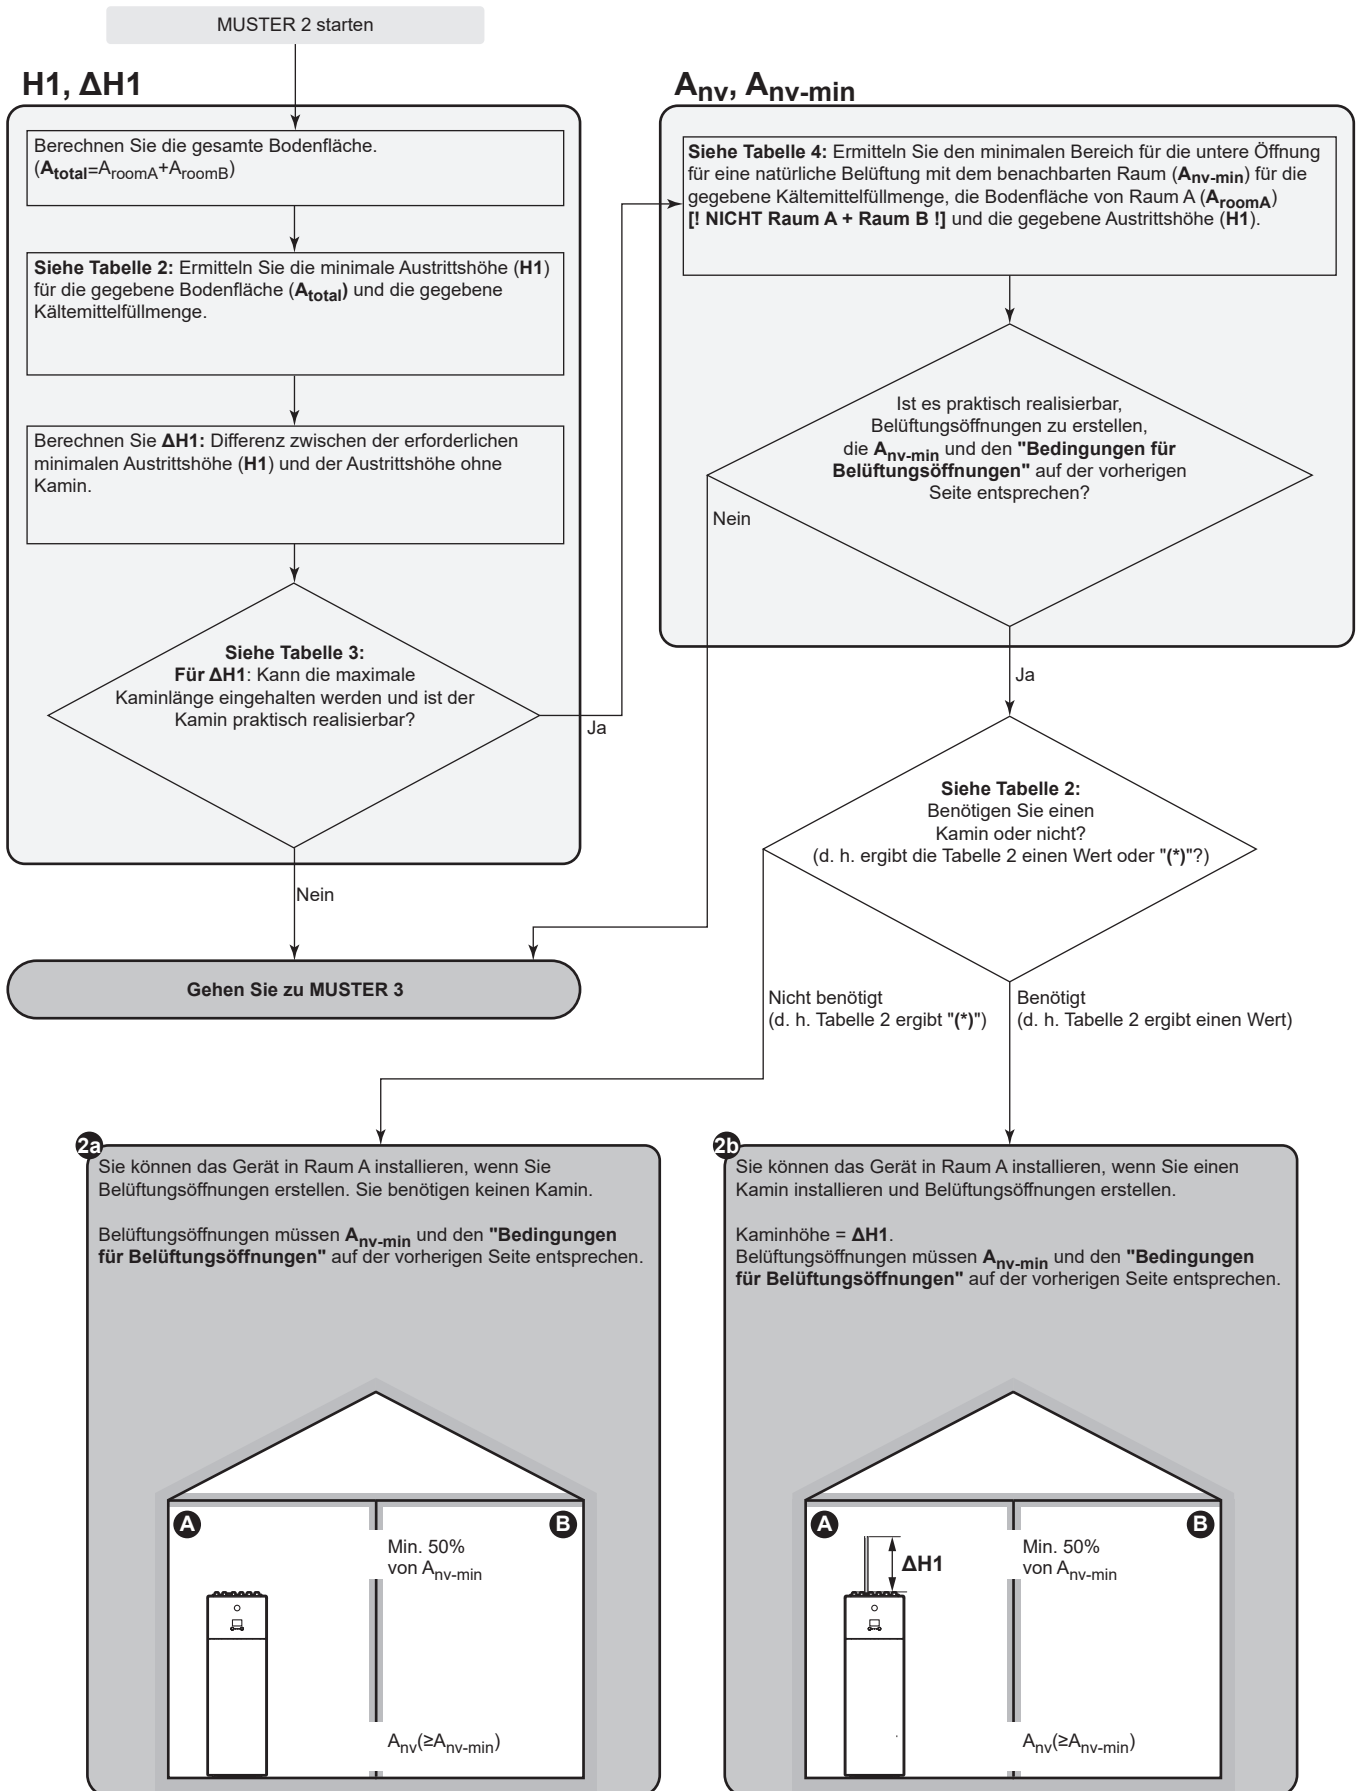 MUSTER 2 starten
H1, ΔH1
Berechnen Sie die gesamte Bodenfläche.
(Atotal=AroomA+AroomB)
Siehe Tabelle 2: Ermitteln Sie die minimale Austrittshöhe (H1)
für die gegebene Bodenfläche (Atotal) und die gegebene
Kältemittelfüllmenge.
Berechnen Sie ΔH1: Differenz zwischen der erforderlichen
minimalen Austrittshöhe (H1) und der Austrittshöhe ohne
Kamin.
Siehe Tabelle 3:
Für ΔH1: Kann die maximale
Kaminlänge eingehalten werden und ist der
Kamin praktisch realisierbar?
Ja
Nein
Gehen Sie zu MUSTER 3
Anv, Anv-min
Siehe Tabelle 4: Ermitteln Sie den minimalen Bereich für die untere Öffnung
für eine natürliche Belüftung mit dem benachbarten Raum (Anv-min) für die
gegebene Kältemittelfüllmenge, die Bodenfläche von Raum A (AroomA)
[! NICHT Raum A + Raum B !] und die gegebene Austrittshöhe (H1).
Ist es praktisch realisierbar,
Belüftungsöffnungen zu erstellen,
die Anv-min und den "Bedingungen für
Belüftungsöffnungen" auf der vorherigen
Seite entsprechen?
Nein
Ja
Siehe Tabelle 2:
Benötigen Sie einen
Kamin oder nicht?
(d. h. ergibt die Tabelle 2 einen Wert oder "(*)"?)
Nicht benötigt
(d. h. Tabelle 2 ergibt "(*)")
Benötigt
(d. h. Tabelle 2 ergibt einen Wert)
2a
Sie können das Gerät in Raum A installieren, wenn Sie
Belüftungsöffnungen erstellen. Sie benötigen keinen Kamin.
Belüftungsöffnungen müssen Anv-min und den "Bedingungen
für Belüftungsöffnungen" auf der vorherigen Seite entsprechen.
A
B
Min. 50%
von Anv-min
Anv(≥Anv-min)
2b
Sie können das Gerät in Raum A installieren, wenn Sie einen
Kamin installieren und Belüftungsöffnungen erstellen.
Kaminhöhe = ΔH1.
Belüftungsöffnungen müssen Anv-min und den "Bedingungen
für Belüftungsöffnungen" auf der vorherigen Seite entsprechen.
A
B
ΔH1
Min. 50%
von Anv-min
Anv(≥Anv-min)